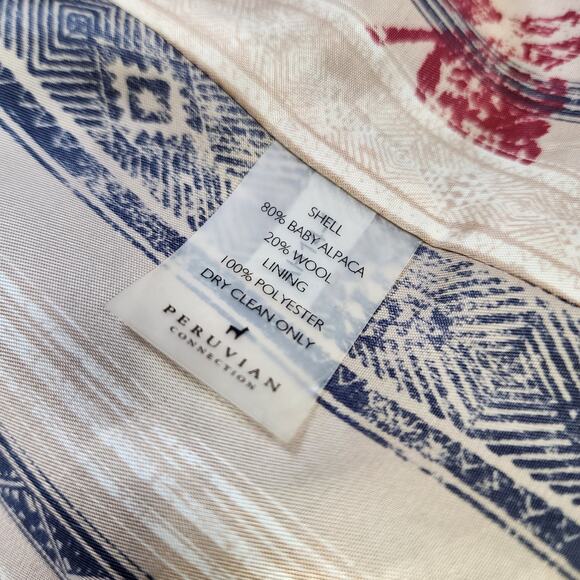 SHELL
80% BABY ALPACA
20% WOOL
LINING
100% POLYESTER
DRY CLEAN ONLY
PERUVIAN
CONNECTION